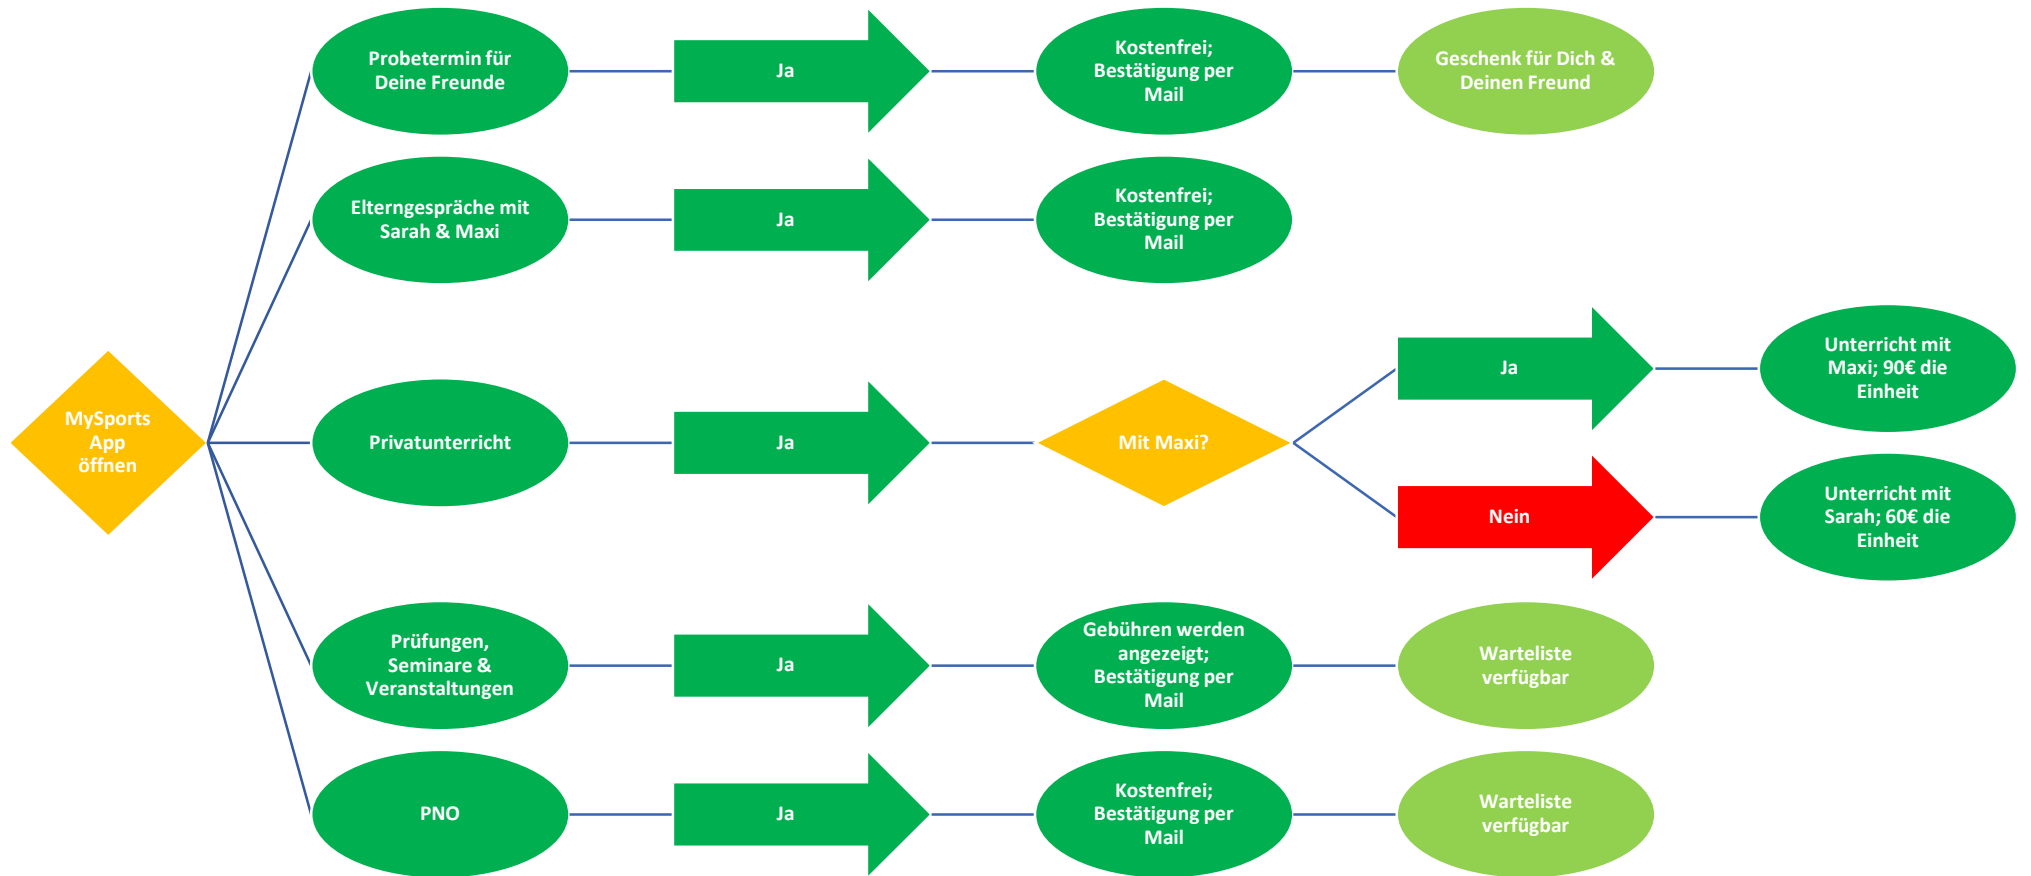 Probetermin für
Deine Freunde
Ja
Kostenfrei;
Bestätigung per
Mail
Geschenk für Dich &
Deinen Freund
Elterngespräche mit
Sarah & Maxi
Ja
Kostenfrei;
Bestätigung per
Mail
MySports
App
öffnen
Privatunterricht
Ja
Mit Maxi?
Ja
Unterricht mit
Maxi; 90€ die
Einheit
Nein
Unterricht mit
Sarah; 60€ die
Einheit
Prüfungen,
Seminare &
Veranstaltungen
Ja
Gebühren werden
angezeigt;
Bestätigung per
Mail
Warteliste
verfügbar
PNO
Ja
Kostenfrei;
Bestätigung per
Mail
Warteliste
verfügbar